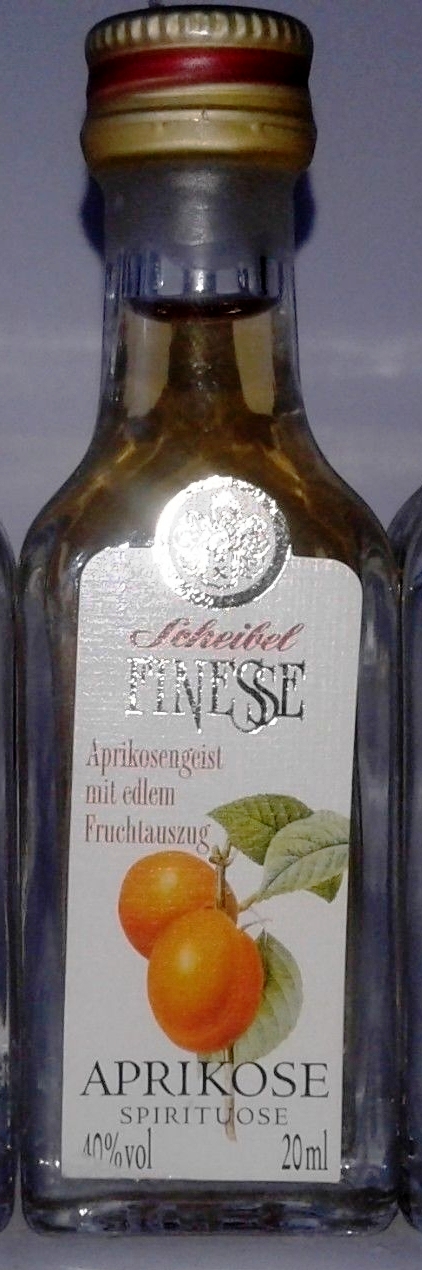 Scheibel
FINESSE
Aprikosengeist
mit edlem
Fruchtauszug
APRIKOSE
SPIRITUOSE
40%vol 20ml